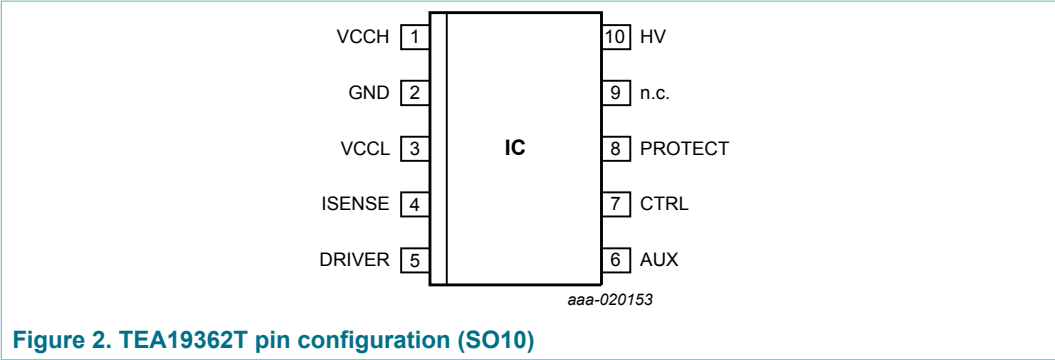 VCCH 1
10 HV
GND 2
9 n.c.
VCCL 3
IC
8 PROTECT
ISENSE 4
7 CTRL
DRIVER 5
6 AUX
aaa-020153
Figure 2. TEA19362T pin configuration (SO10)